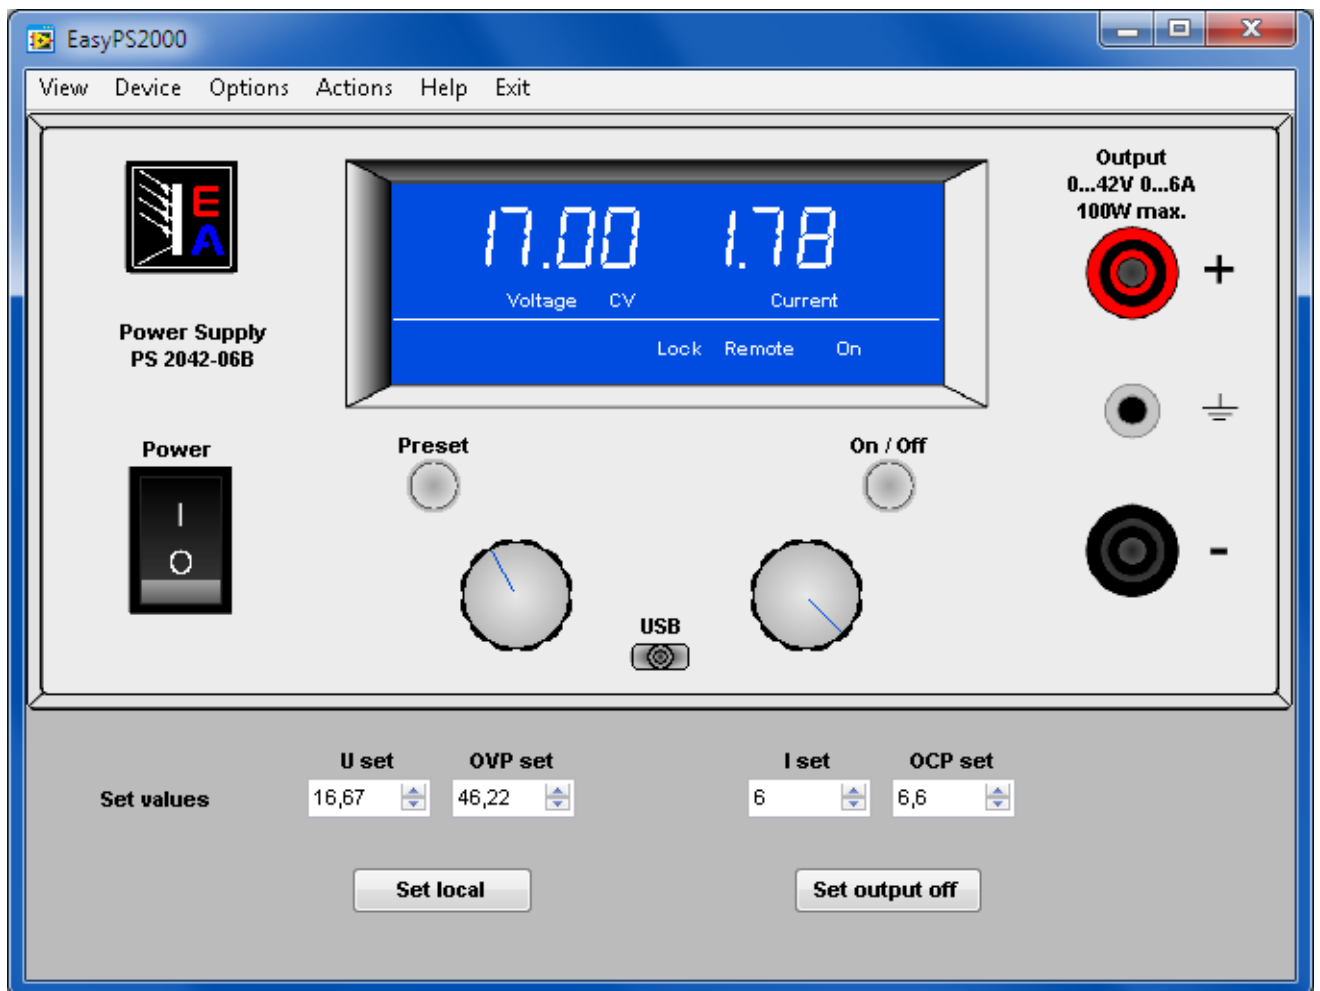 EasyPS2000
View Device Options Actions Help Exit
E
A
Power Supply
PS 2042-06B
17.00 1.78
Voltage CV Current
Lock Remote On
Output
0...42V 0...6A
100W max.
+
-
Power
I
O
Preset
On / Off
USB
U set OVP set I set OCP set
Set values 16,67 46,22 6 6,6
Set local Set output off